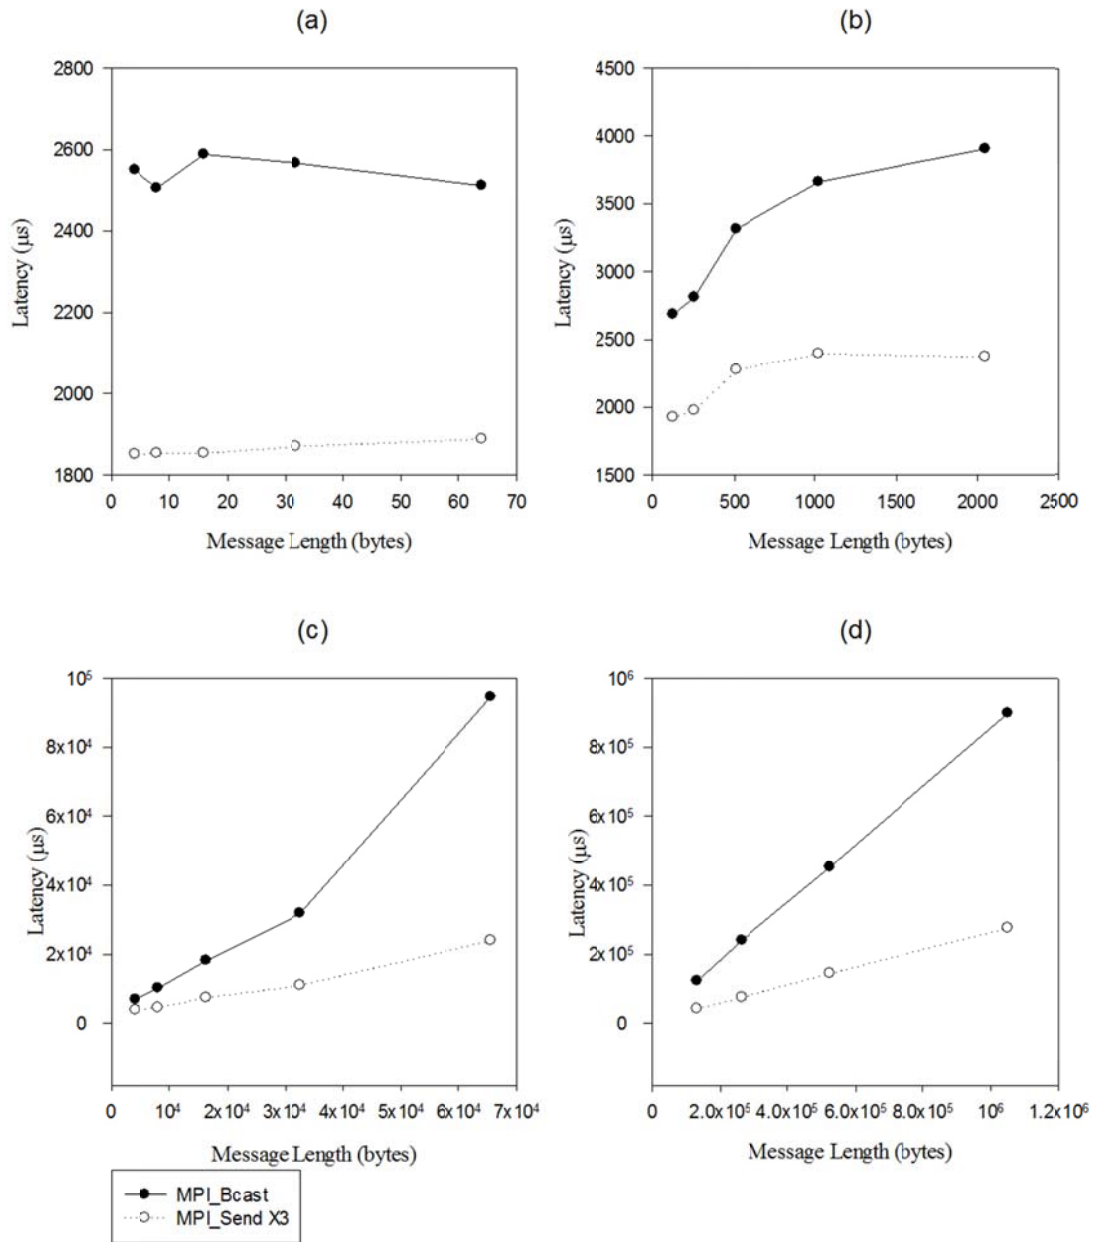 (a)
2800
2600
2400
2200
2000
1800
0 10 20 30 40 50 60 70
Latency (μs)
Message Length (bytes)
(b)
4500
4000
3500
3000
2500
2000
1500
0 500 1000 1500 2000 2500
Latency (μs)
Message Length (bytes)
(c)
10⁵
8x10⁴
6x10⁴
4x10⁴
2x10⁴
0
0 10⁴ 2x10⁴ 3x10⁴ 4x10⁴ 5x10⁴ 6x10⁴ 7x10⁴
Latency (μs)
Message Length (bytes)
(d)
10⁶
8x10⁵
6x10⁵
4x10⁵
2x10⁵
0
0 2.0x10⁵ 4.0x10⁵ 6.0x10⁵ 8.0x10⁵ 10⁶ 1.2x10⁶
Latency (μs)
Message Length (bytes)
MPI_Bcast
MPI_Send X3